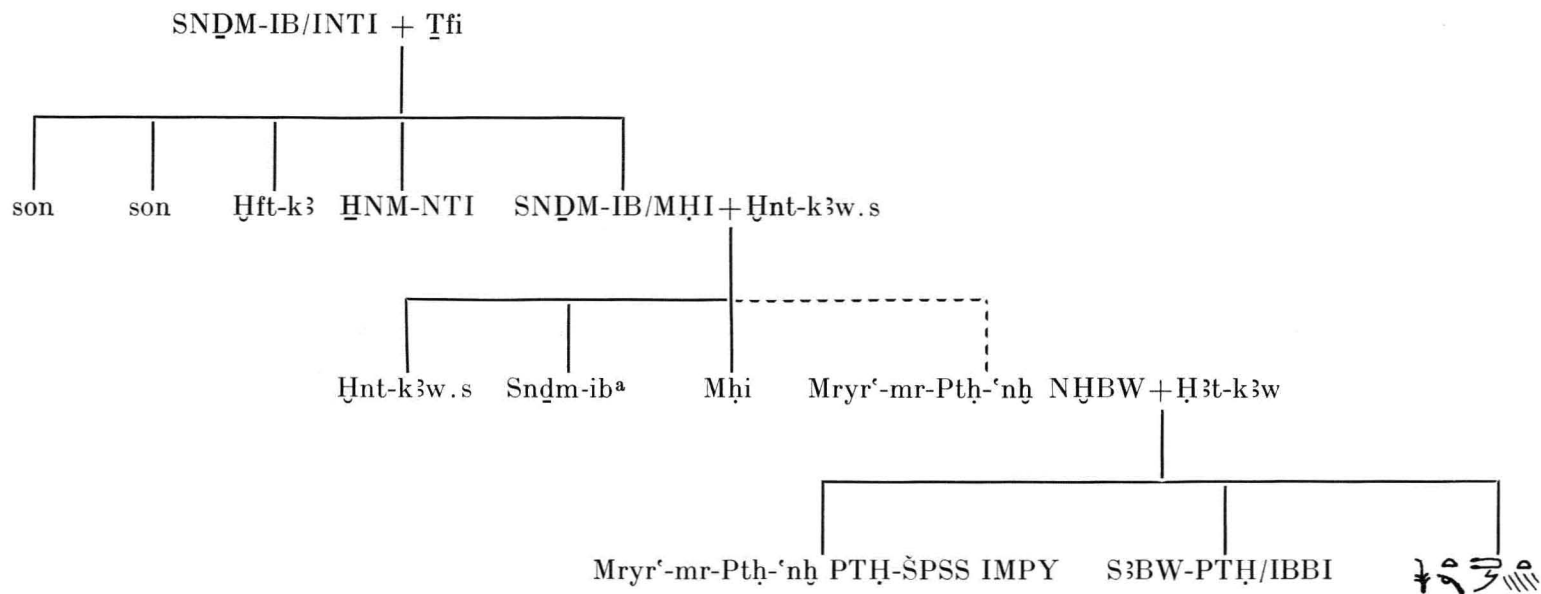 SNḎM-IB/INTI + Ṯfi
son son Ḫft-kꜣ ẖNM-NTI SNḎM-IB/MḤI + Ḫnt-kꜣw.s
Ḫnt-kꜣw.s Snḏm-ibᵃ Mḥi Mryrʿ-mr-Ptḥ-ʿnḫ NḪBW + Ḥꜣt-kꜣw
Mryrʿ-mr-Ptḥ-ʿnḫ PTḤ-ŠPSS IMPY SꜣBW-PTḤ/IBBI